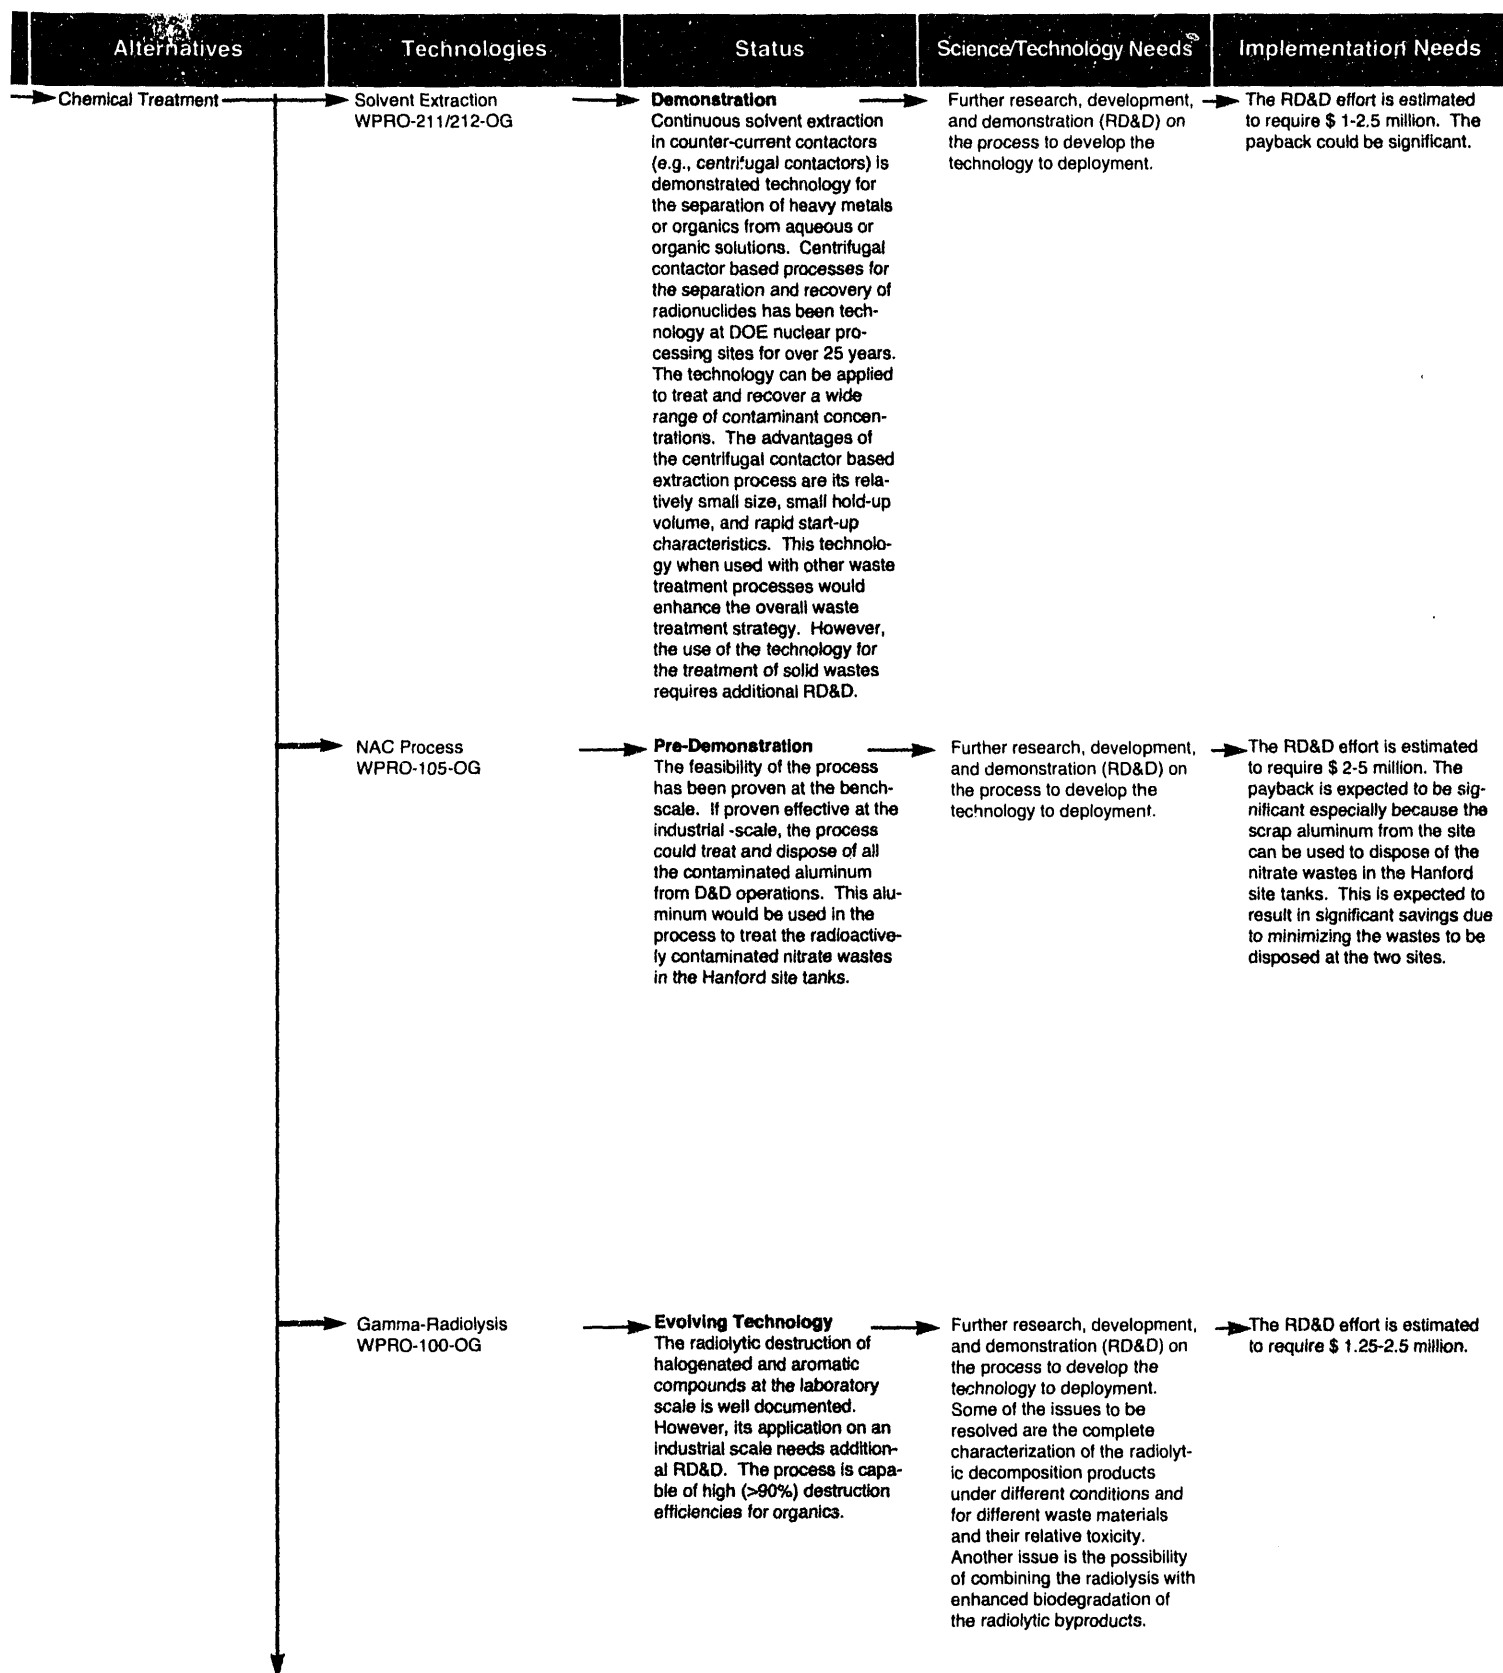 Alternatives
Technologies
Status
Science/Technology Needs
Implementation Needs
Chemical Treatment
Solvent Extraction
WPRO-211/212-OG
Demonstration
Continuous solvent extraction
in counter-current contactors
(e.g., centrifugal contactors) is
demonstrated technology for
the separation of heavy metals
or organics from aqueous or
organic solutions. Centrifugal
contactor based processes for
the separation and recovery of
radionuclides has been tech-
nology at DOE nuclear pro-
cessing sites for over 25 years.
The technology can be applied
to treat and recover a wide
range of contaminant concen-
trations. The advantages of
the centrifugal contactor based
extraction process are its rela-
tively small size, small hold-up
volume, and rapid start-up
characteristics. This technolo-
gy when used with other waste
treatment processes would
enhance the overall waste
treatment strategy. However,
the use of the technology for
the treatment of solid wastes
requires additional RD&D.
Further research, development,
and demonstration (RD&D) on
the process to develop the
technology to deployment.
The RD&D effort is estimated
to require $ 1-2.5 million. The
payback could be significant.
NAC Process
WPRO-105-OG
Pre-Demonstration
The feasibility of the process
has been proven at the bench-
scale. If proven effective at the
industrial -scale, the process
could treat and dispose of all
the contaminated aluminum
from D&D operations. This alu-
minum would be used in the
process to treat the radioactive-
ly contaminated nitrate wastes
in the Hanford site tanks.
Further research, development,
and demonstration (RD&D) on
the process to develop the
technology to deployment.
The RD&D effort is estimated
to require $ 2-5 million. The
payback is expected to be sig-
nificant especially because the
scrap aluminum from the site
can be used to dispose of the
nitrate wastes in the Hanford
site tanks. This is expected to
result in significant savings due
to minimizing the wastes to be
disposed at the two sites.
Gamma-Radiolysis
WPRO-100-OG
Evolving Technology
The radiolytic destruction of
halogenated and aromatic
compounds at the laboratory
scale is well documented.
However, its application on an
industrial scale needs addition-
al RD&D. The process is capa-
ble of high (>90%) destruction
efficiencies for organics.
Further research, development,
and demonstration (RD&D) on
the process to develop the
technology to deployment.
Some of the issues to be
resolved are the complete
characterization of the radiolyt-
ic decomposition products
under different conditions and
for different waste materials
and their relative toxicity.
Another issue is the possibility
of combining the radiolysis with
enhanced biodegradation of
the radiolytic byproducts.
The RD&D effort is estimated
to require $ 1.25-2.5 million.